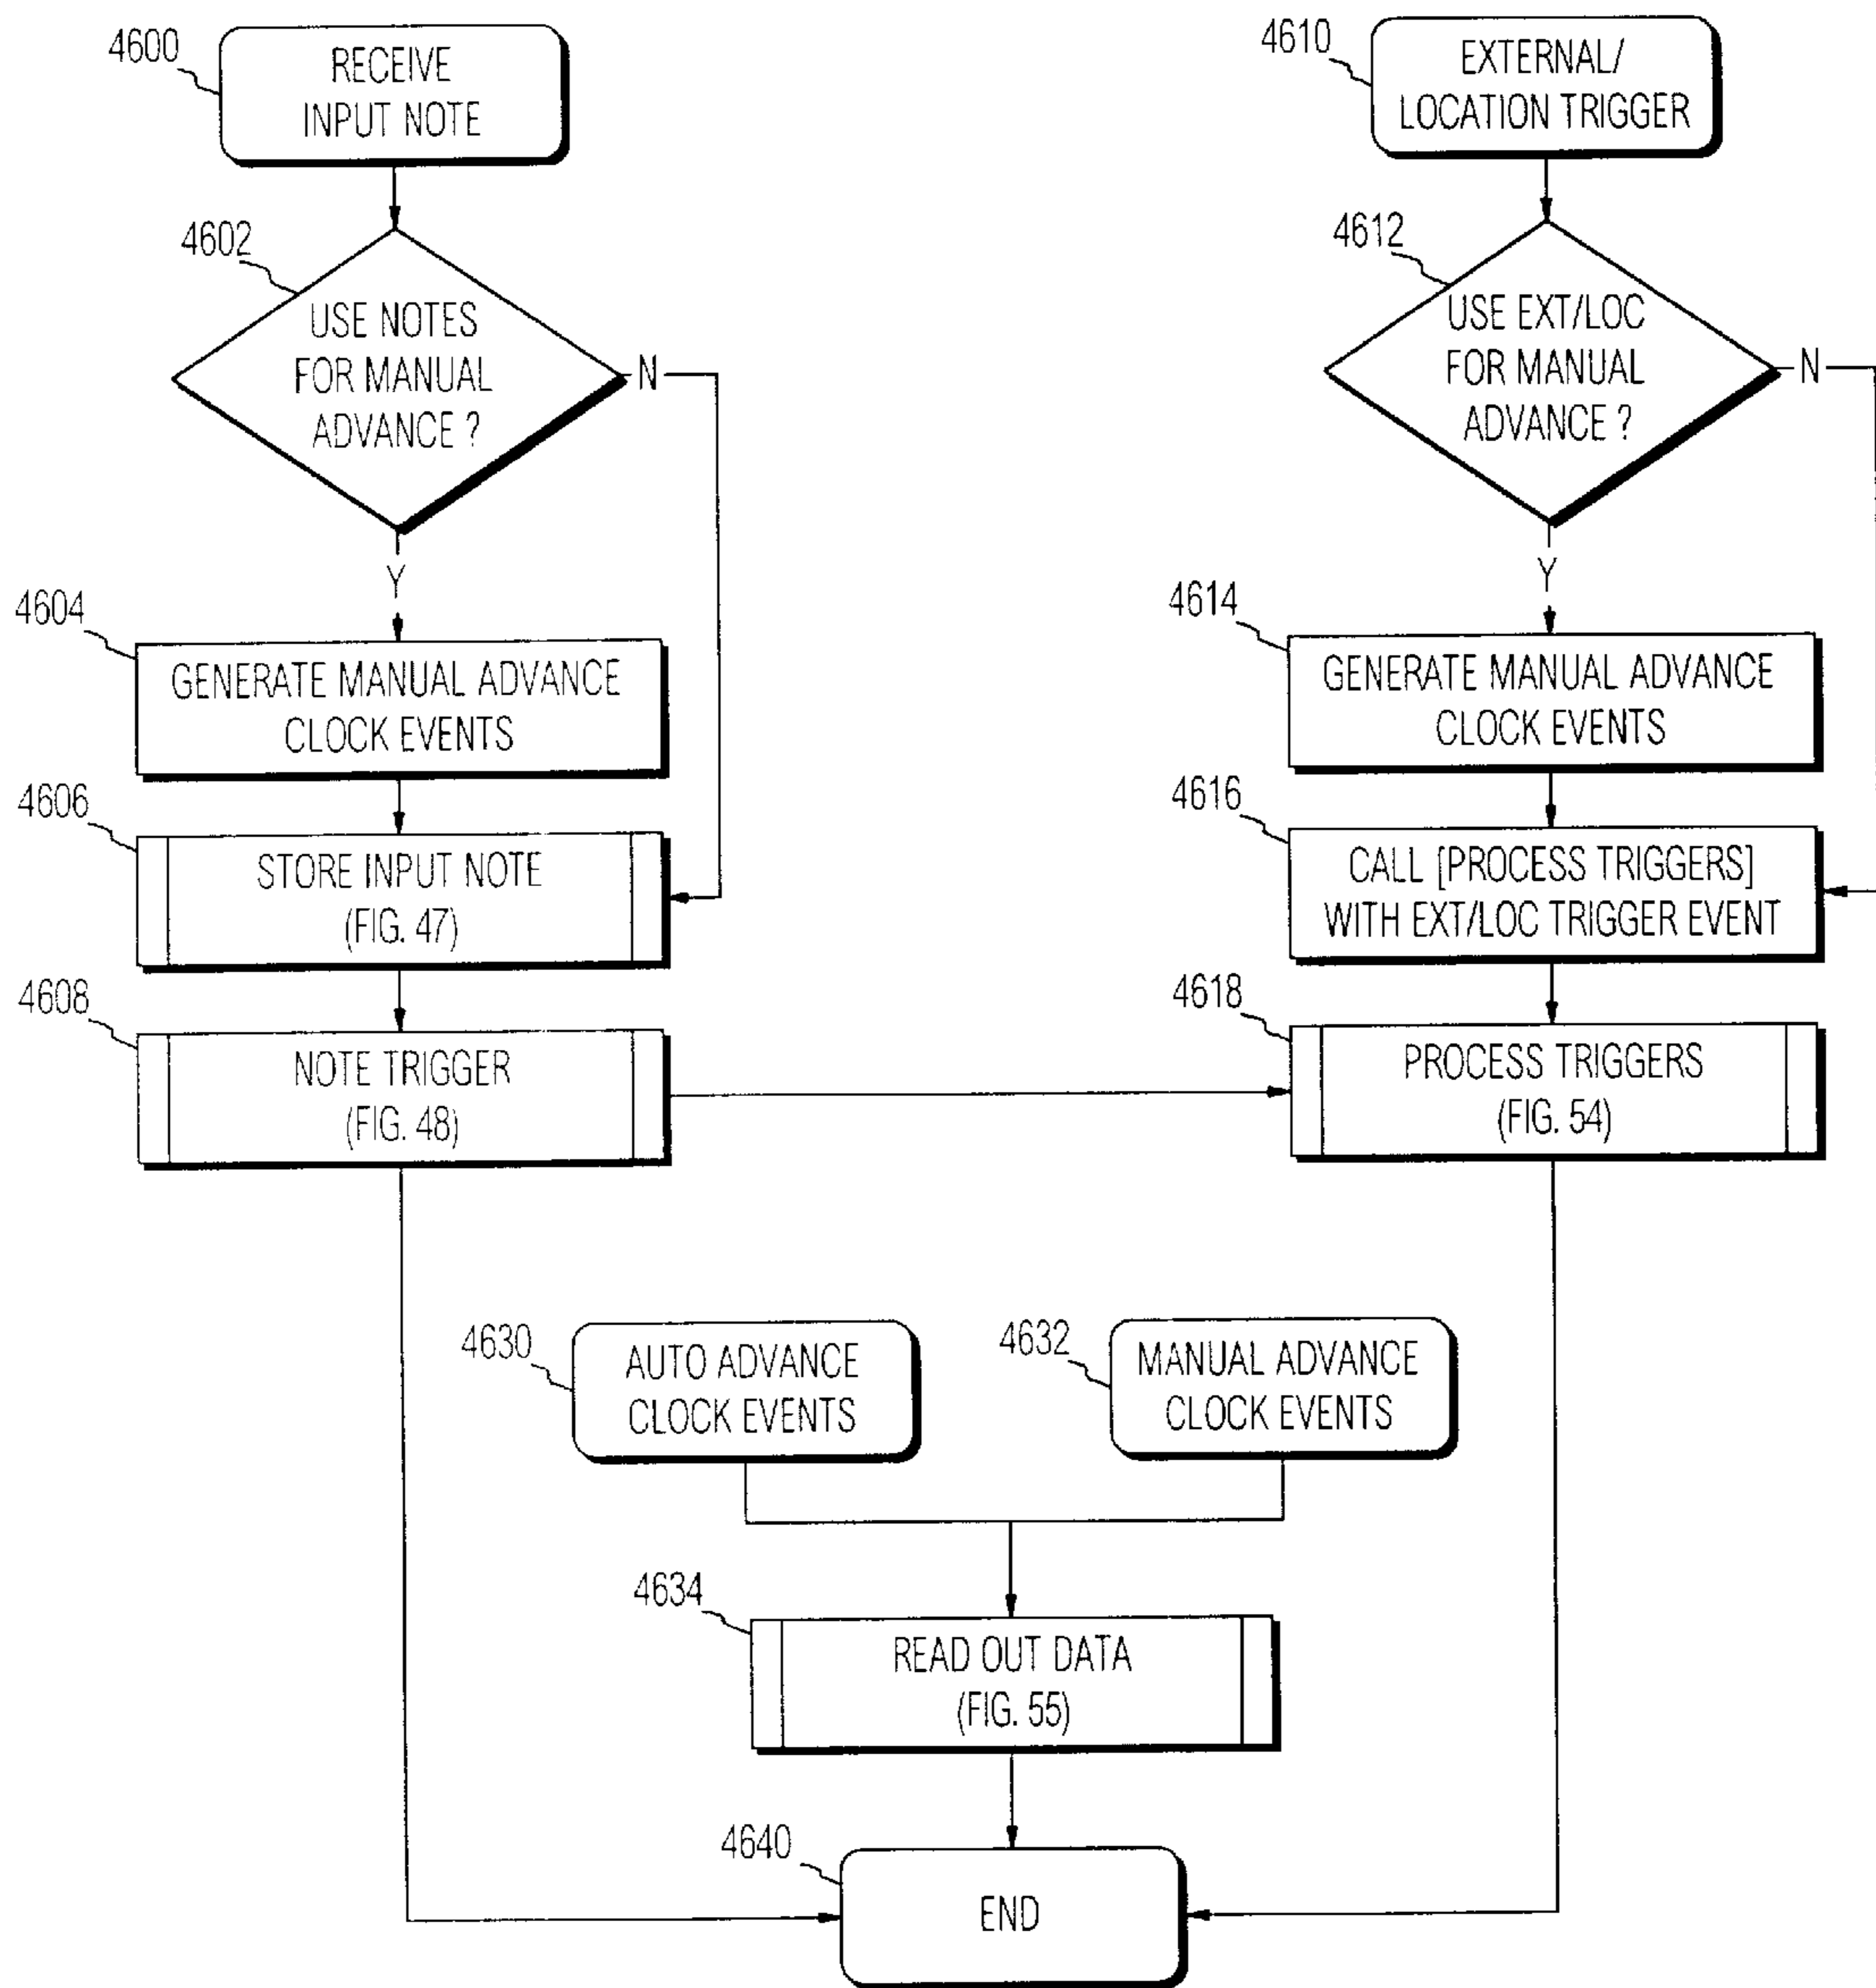 4600
RECEIVE
INPUT NOTE
4602
USE NOTES
FOR MANUAL
ADVANCE ?
N
Y
4604
GENERATE MANUAL ADVANCE
CLOCK EVENTS
4606
STORE INPUT NOTE
(FIG. 47)
4608
NOTE TRIGGER
(FIG. 48)
4610
EXTERNAL/
LOCATION TRIGGER
4612
USE EXT/LOC
FOR MANUAL
ADVANCE ?
N
Y
4614
GENERATE MANUAL ADVANCE
CLOCK EVENTS
4616
CALL [PROCESS TRIGGERS]
WITH EXT/LOC TRIGGER EVENT
4618
PROCESS TRIGGERS
(FIG. 54)
4630
AUTO ADVANCE
CLOCK EVENTS
4632
MANUAL ADVANCE
CLOCK EVENTS
4634
READ OUT DATA
(FIG. 55)
4640
END